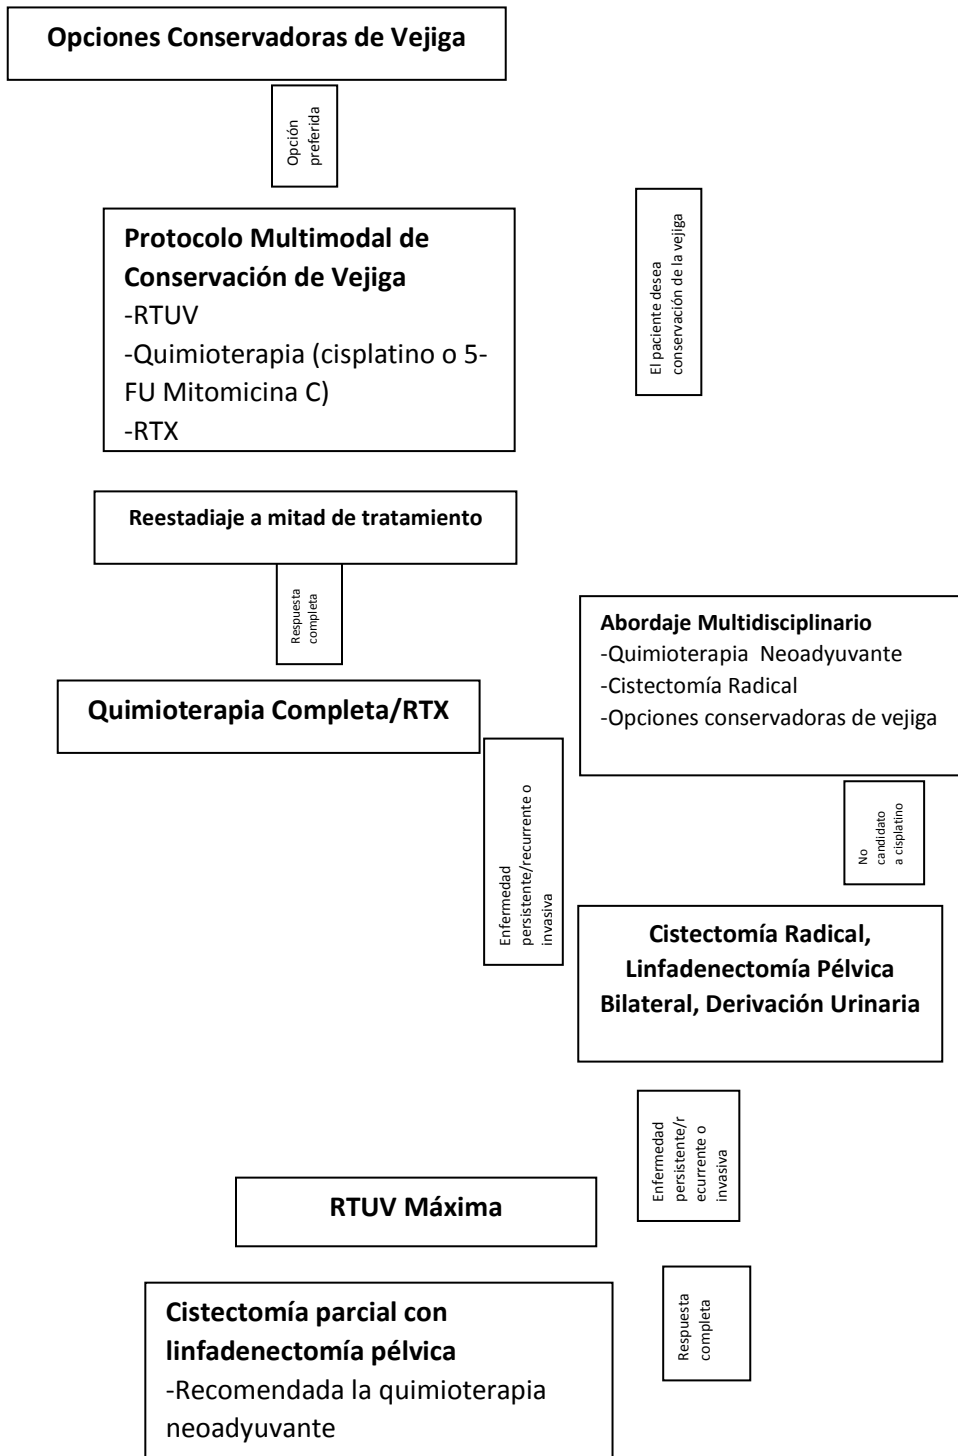 Opciones Conservadoras de Vejiga
Opción
preferida
El paciente desea
conservación de la vejiga
Protocolo Multimodal de
Conservación de Vejiga
-RTUV
-Quimioterapia (cisplatino o 5-
FU Mitomicina C)
-RTX
Reestadiaje a mitad de tratamiento
Respuesta
completa
Abordaje Multidisciplinario
-Quimioterapia Neoadyuvante
-Cistectomía Radical
-Opciones conservadoras de vejiga
Quimioterapia Completa/RTX
Enfermedad
persistente/recurrente o
invasiva
No
candidato
a cisplatino
Cistectomía Radical,
Linfadenectomía Pélvica
Bilateral, Derivación Urinaria
Enfermedad
persistente/r
ecurrente o
invasiva
RTUV Máxima
Respuesta
completa
Cistectomía parcial con
linfadenectomía pélvica
-Recomendada la quimioterapia
neoadyuvante